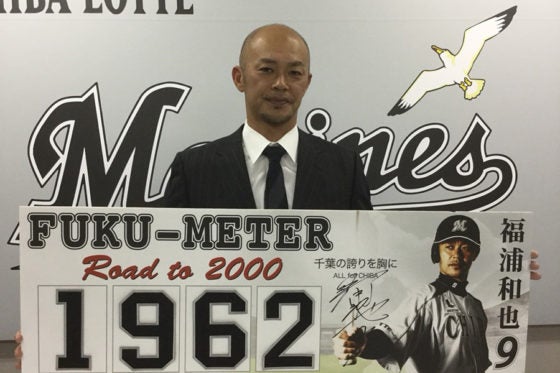 CHIBA LOTTE
Marines
FUKU-METER
Road to 2000
千葉の誇りを胸に
ALL for CHIBA
1962
福浦和也
9